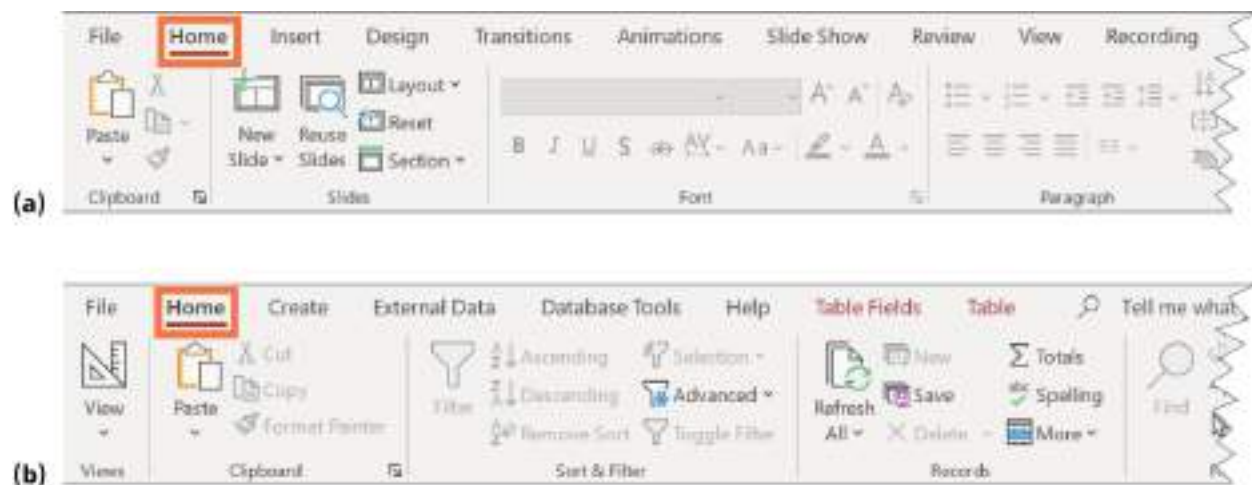 File Home Insert Design Transitions Animations Slide Show Review View Recording
Layout
Paste New Slide Reuse Slides Reset
Section
B I U S ab AV Aa A
Clipboard Slides Font Paragraph
(a)
File Home Create External Data Database Tools Help Table Fields Table Tell me what
Cut Ascending Selection New Totals
View Paste Copy Filter Descending Advanced Refresh All Save Spelling Find
Format Painter Remove Sort Toggle Filter Delete More
Views Clipboard Sort & Filter Records
(b)